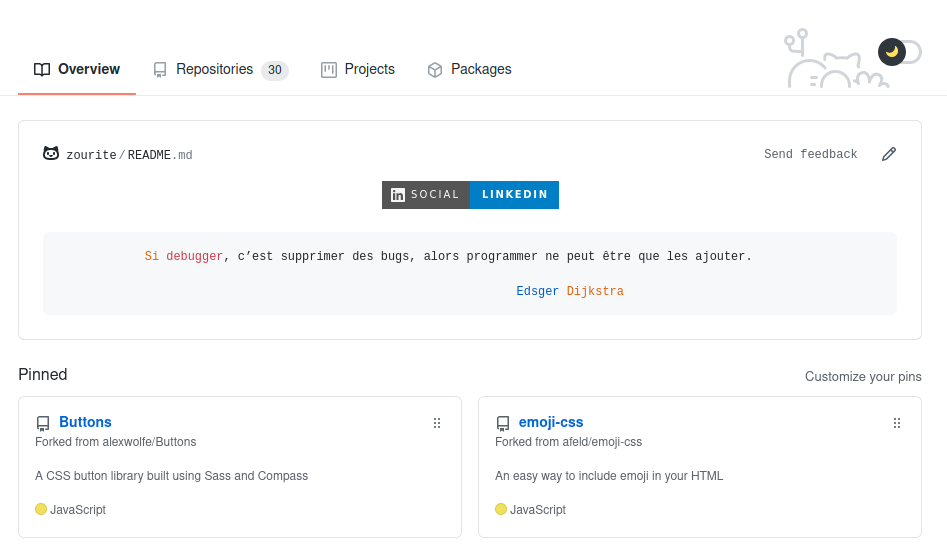 Overview Repositories 30 Projects Packages
zourite/README.md Send feedback
in SOCIAL LINKEDIN
Si debugger, c’est supprimer des bugs, alors programmer ne peut être que les ajouter.
Edsger Dijkstra
Pinned Customize your pins
Buttons
Forked from alexwolfe/Buttons
A CSS button library built using Sass and Compass
JavaScript
emoji-css
Forked from afeld/emoji-css
An easy way to include emoji in your HTML
JavaScript